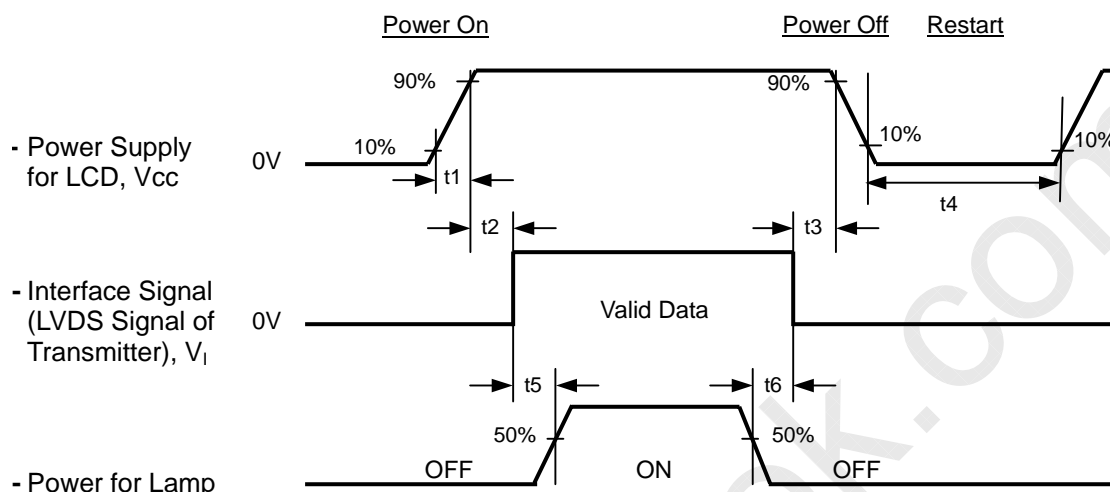 Power On
Power Off
Restart
90%
90%
10%
10%
10%
- Power Supply
for LCD, Vcc
0V
t1
t4
t2
t3
- Interface Signal
(LVDS Signal of
Transmitter), VI
0V
Valid Data
t5
t6
50%
50%
OFF
ON
OFF
- Power for Lamp